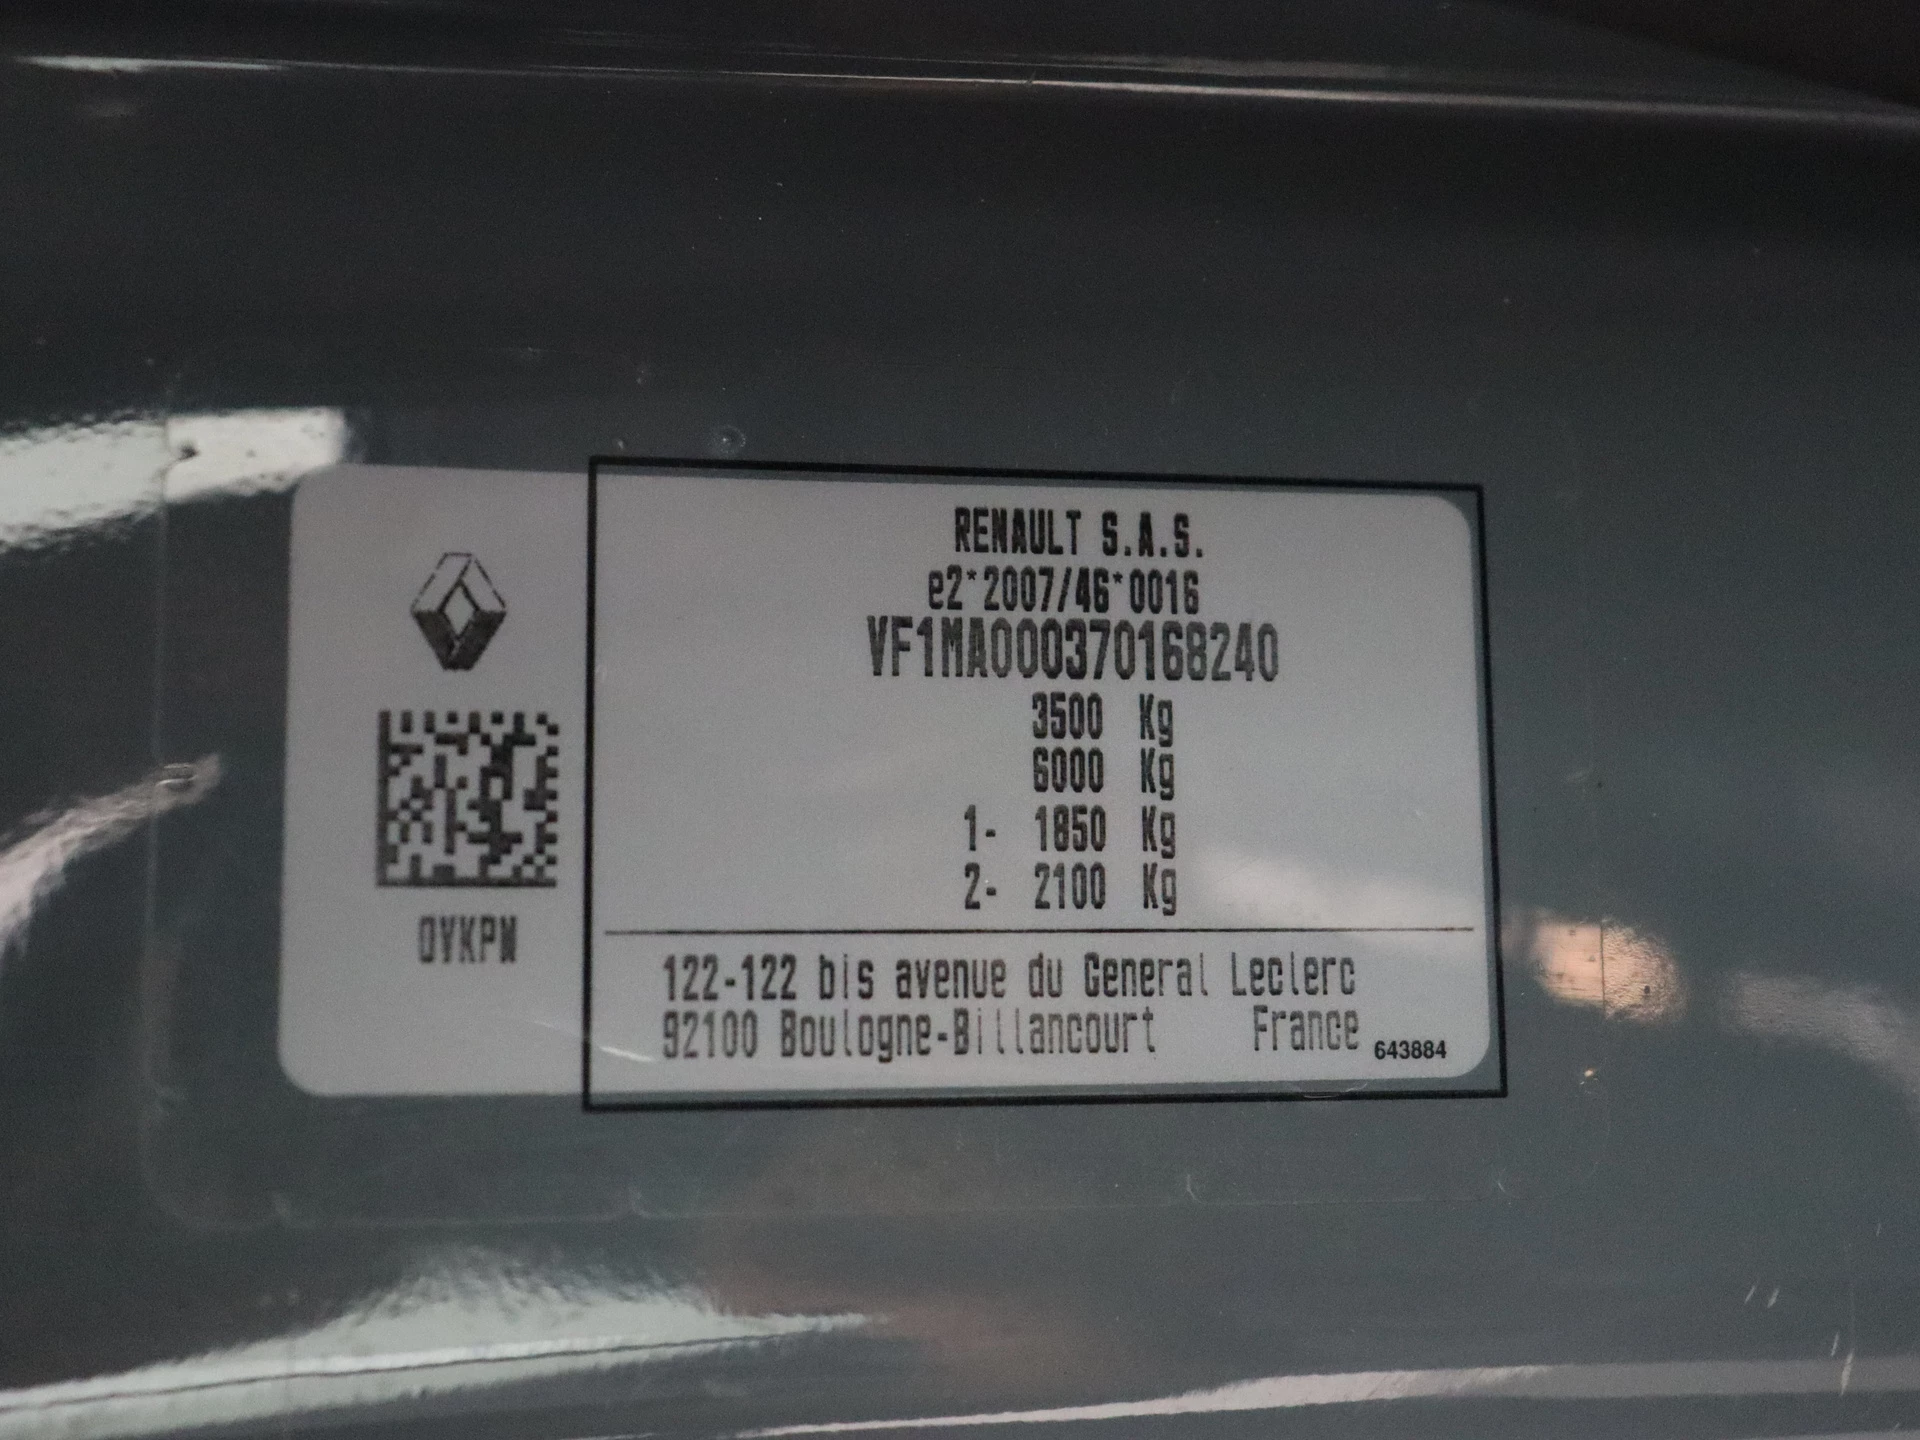 RENAULT S.A.S.
e2*2007/46*0016
VF1MA000370168240
3500 Kg
6000 Kg
1- 1850 Kg
2- 2100 Kg
OVKPW
122-122 bis avenue du General Leclerc
92100 Boulogne-Billancourt France 643884